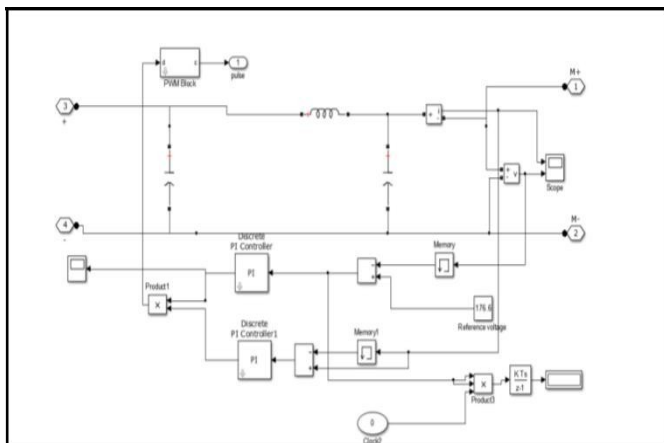 d
c
1
PWM Block
pulse
M+
3
1
+
i
+
-
+
v
-
Scope
4
M-
-
2
Discrete
PI Controller
Memory
PI
Product1
×
176.6
Reference voltage
Discrete
PI Controller1
Memory1
PI
×
KTs
z-1
Product3
0
Clock2